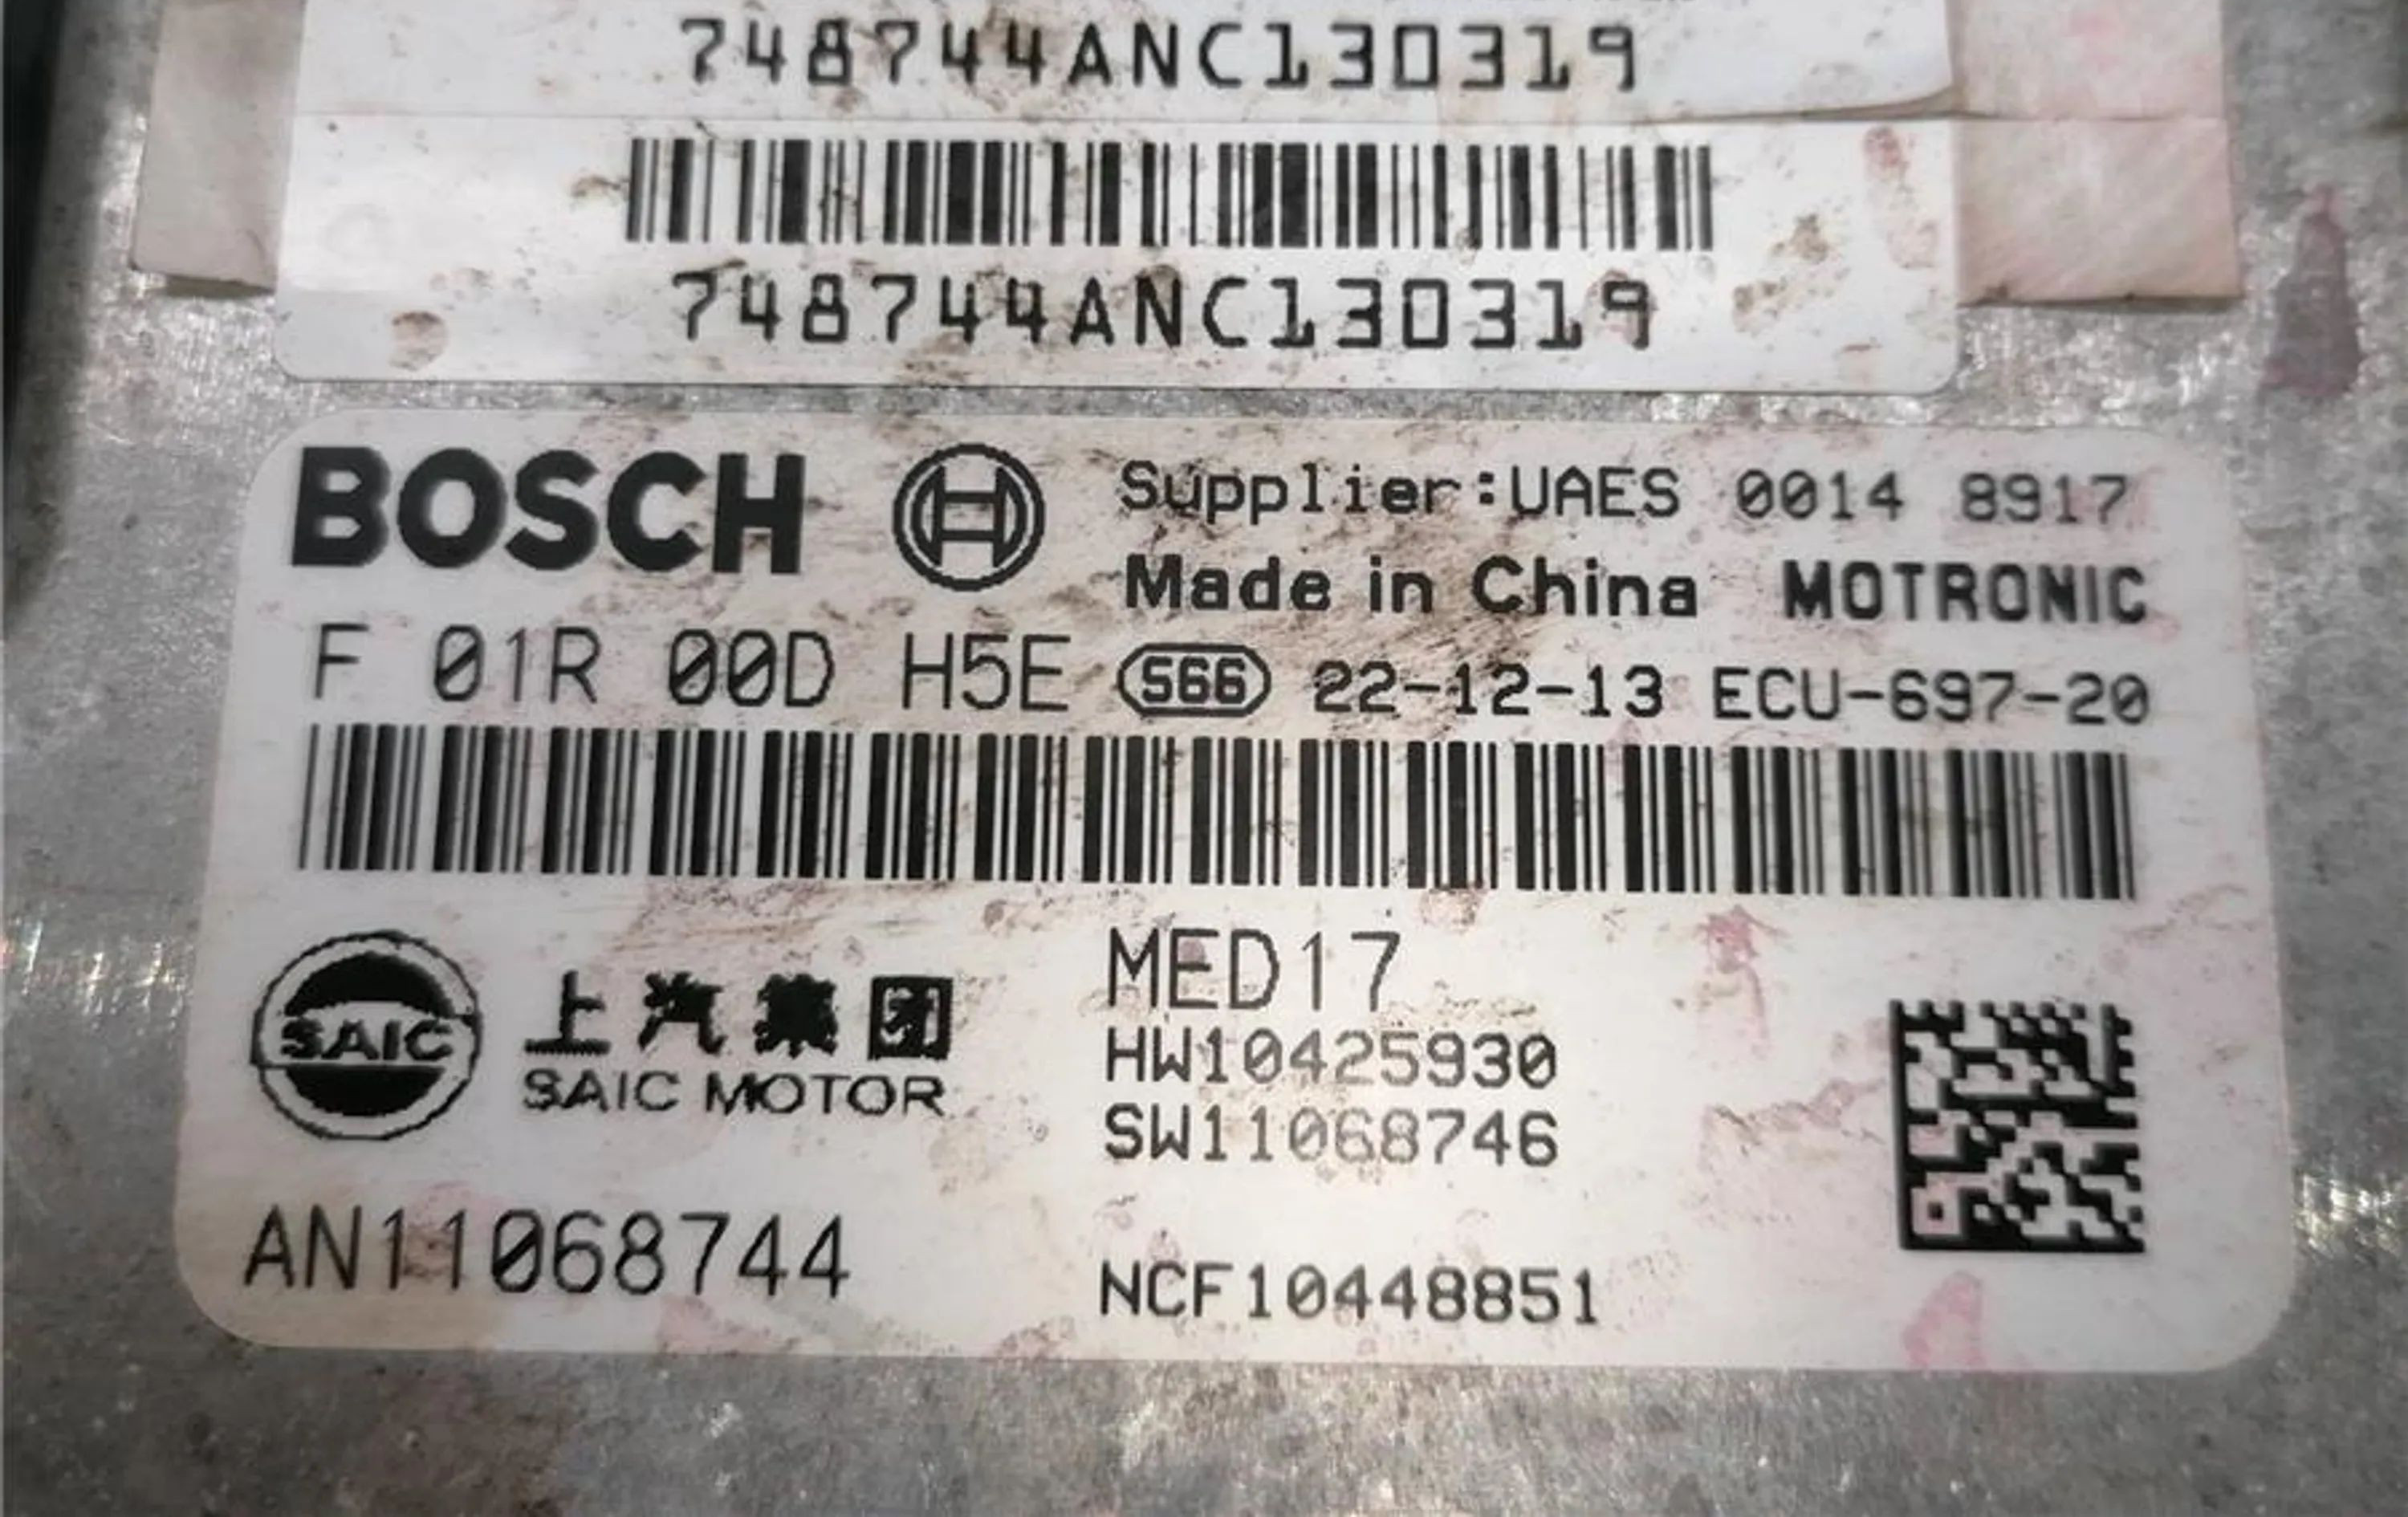 748744ANC130319
748744ANC130319
BOSCH
Supplier:UAES 0014 8917
Made in China MOTRONIC
F 01R 00D H5E 566 22-12-13 ECU-697-20
SAIC
上汽集团
SAIC MOTOR
MED17
HW10425930
SW11068746
AN11068744
NCF10448851